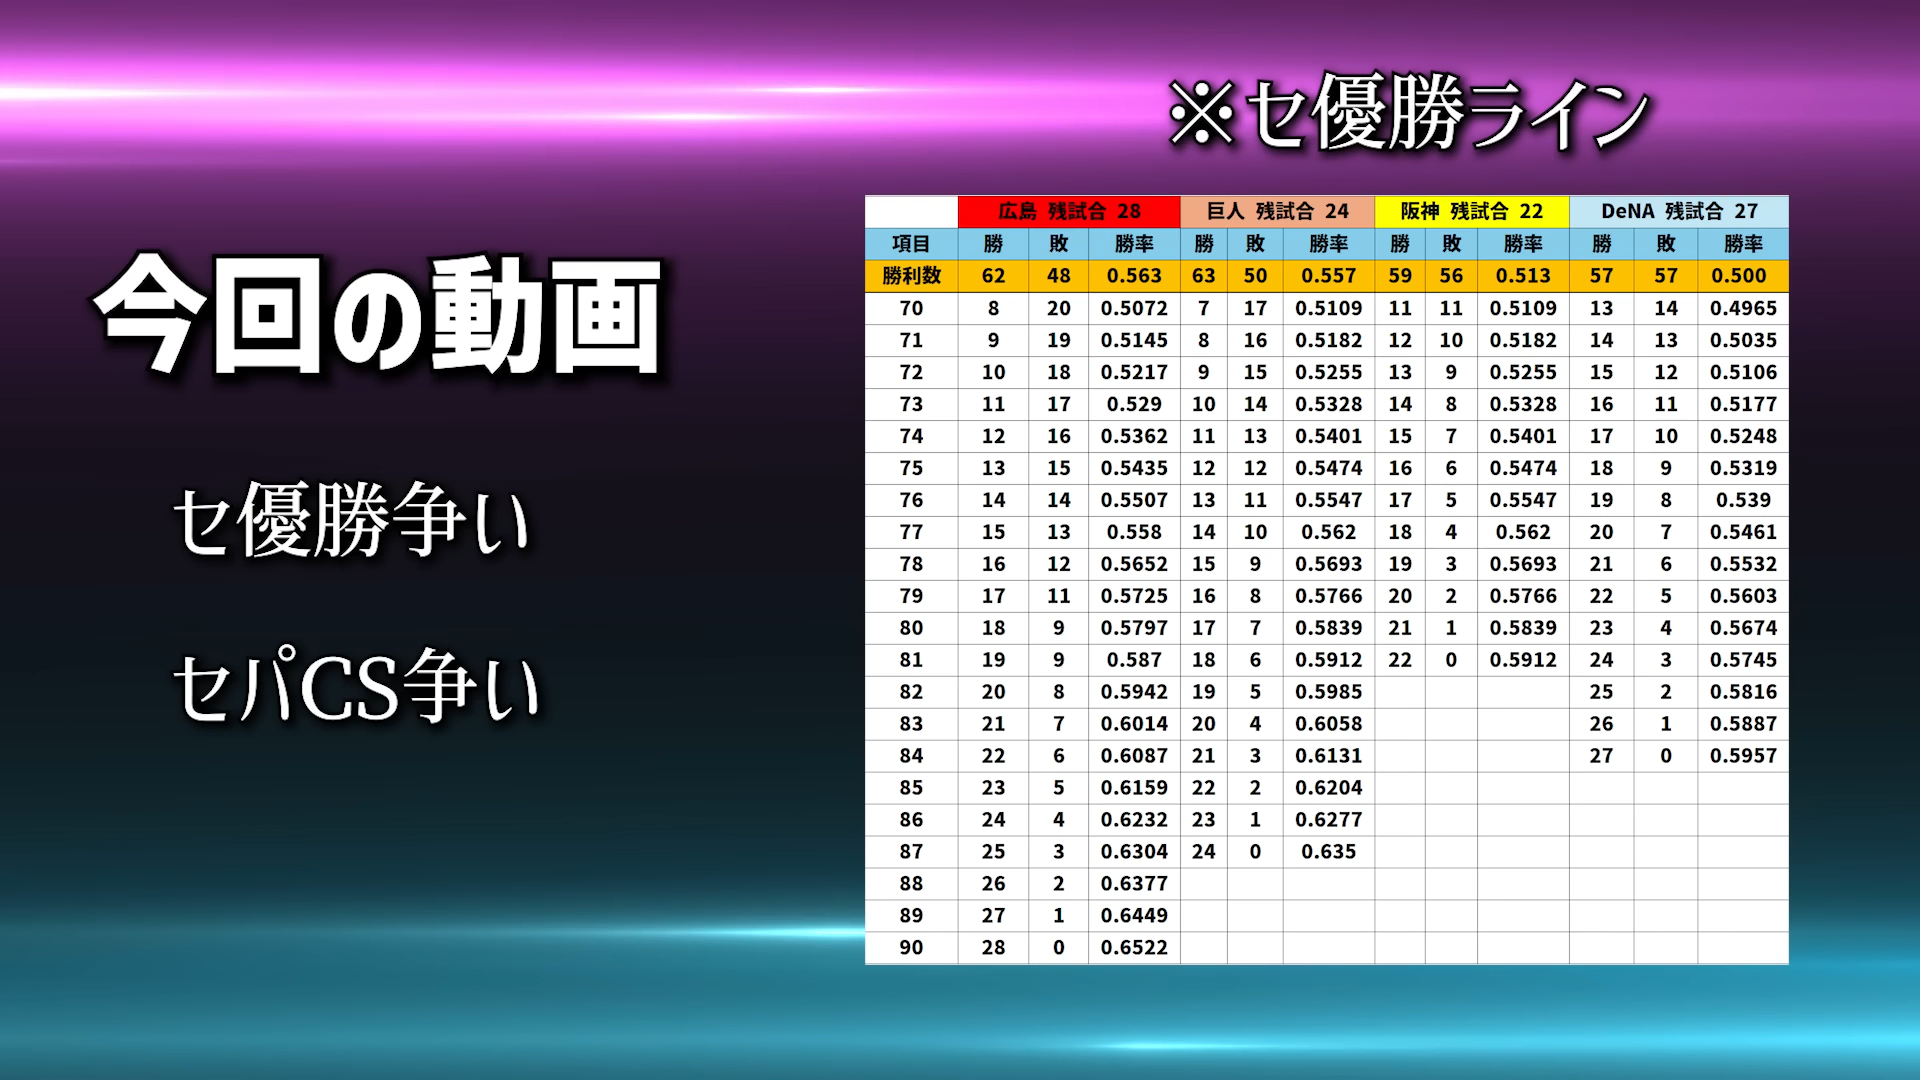 ※セ優勝ライン
今回の動画
セ優勝争い
セパCS争い
広島 残試合 28 巨人 残試合 24 阪神 残試合 22 DeNA 残試合 27
項目 勝 敗 勝率 勝 敗 勝率 勝 敗 勝率 勝 敗 勝率
勝利数 62 48 0.563 63 50 0.557 59 56 0.513 57 57 0.500
70 8 20 0.5072 7 17 0.5109 11 11 0.5109 13 14 0.4965
71 9 19 0.5145 8 16 0.5182 12 10 0.5182 14 13 0.5035
72 10 18 0.5217 9 15 0.5255 13 9 0.5255 15 12 0.5106
73 11 17 0.529 10 14 0.5328 14 8 0.5328 16 11 0.5177
74 12 16 0.5362 11 13 0.5401 15 7 0.5401 17 10 0.5248
75 13 15 0.5435 12 12 0.5474 16 6 0.5474 18 9 0.5319
76 14 14 0.5507 13 11 0.5547 17 5 0.5547 19 8 0.539
77 15 13 0.558 14 10 0.562 18 4 0.562 20 7 0.5461
78 16 12 0.5652 15 9 0.5693 19 3 0.5693 21 6 0.5532
79 17 11 0.5725 16 8 0.5766 20 2 0.5766 22 5 0.5603
80 18 9 0.5797 17 7 0.5839 21 1 0.5839 23 4 0.5674
81 19 9 0.587 18 6 0.5912 22 0 0.5912 24 3 0.5745
82 20 8 0.5942 19 5 0.5985 25 2 0.5816
83 21 7 0.6014 20 4 0.6058 26 1 0.5887
84 22 6 0.6087 21 3 0.6131 27 0 0.5957
85 23 5 0.6159 22 2 0.6204
86 24 4 0.6232 23 1 0.6277
87 25 3 0.6304 24 0 0.635
88 26 2 0.6377
89 27 1 0.6449
90 28 0 0.6522